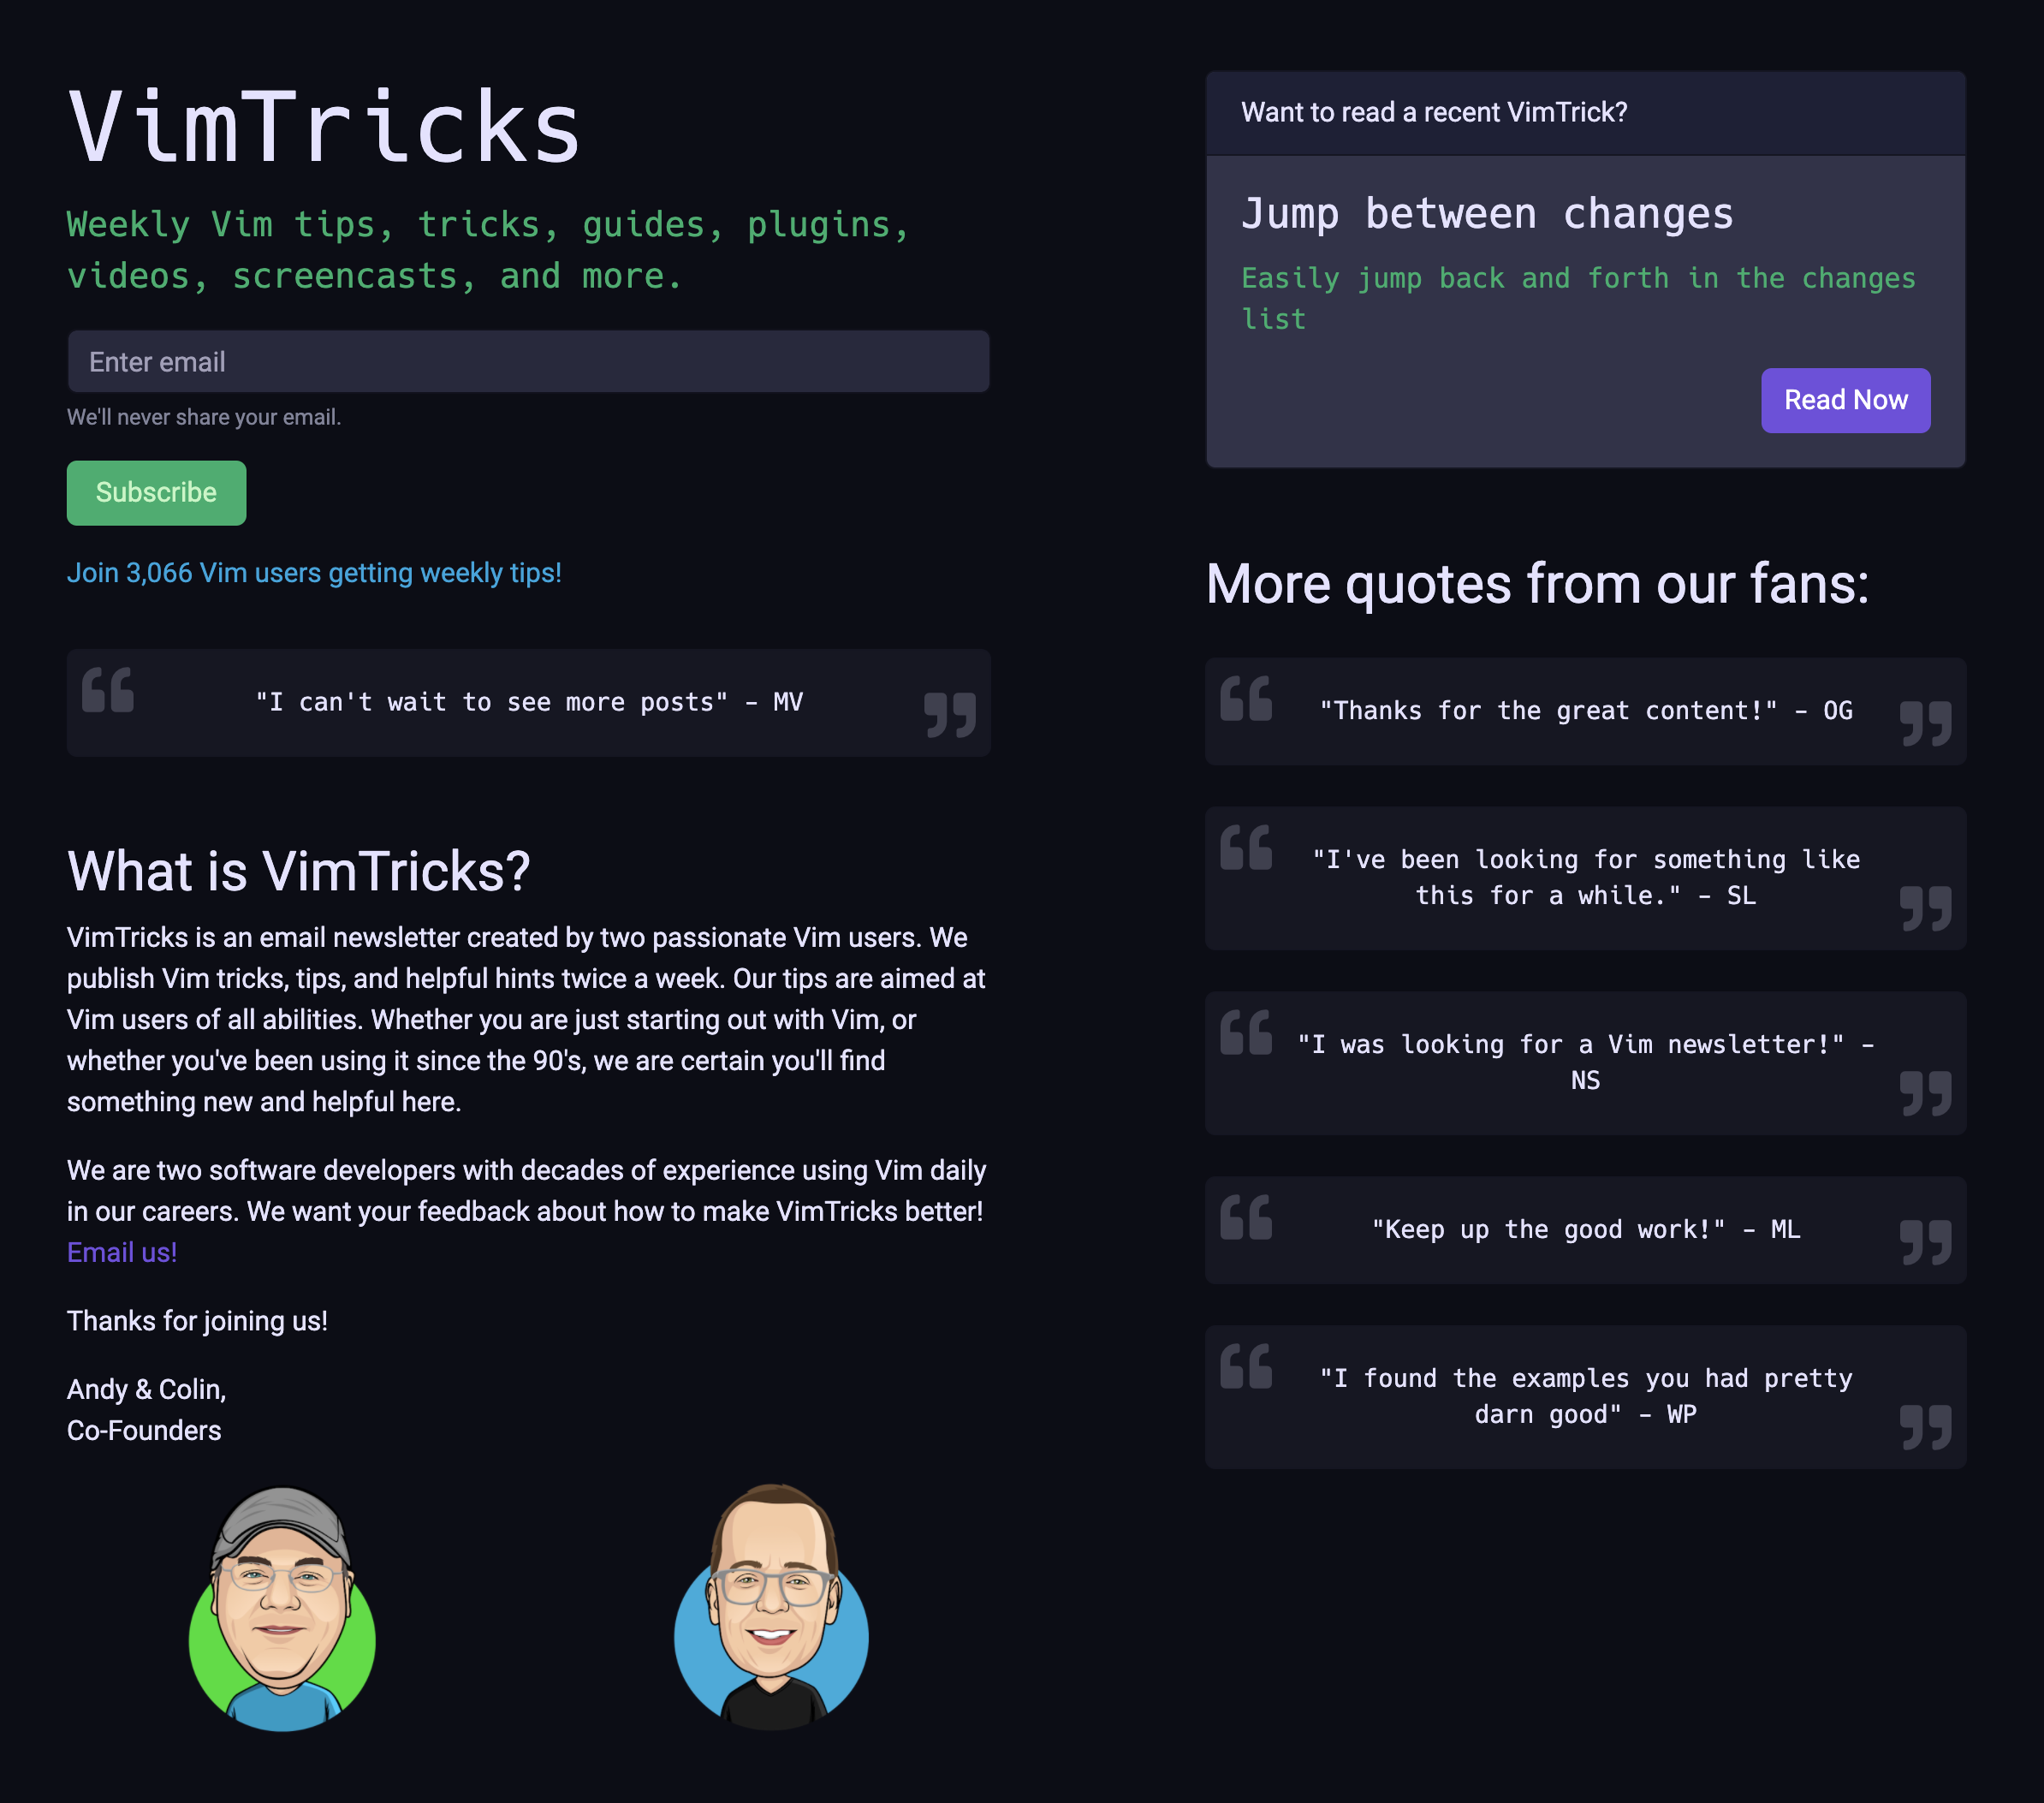 VimTricks
Weekly Vim tips, tricks, guides, plugins,
videos, screencasts, and more.
Enter email
We'll never share your email.
Subscribe
Join 3,066 Vim users getting weekly tips!
"I can't wait to see more posts" - MV
What is VimTricks?
VimTricks is an email newsletter created by two passionate Vim users. We
publish Vim tricks, tips, and helpful hints twice a week. Our tips are aimed at
Vim users of all abilities. Whether you are just starting out with Vim, or
whether you've been using it since the 90's, we are certain you'll find
something new and helpful here.
We are two software developers with decades of experience using Vim daily
in our careers. We want your feedback about how to make VimTricks better!
Email us!
Thanks for joining us!
Andy & Colin,
Co-Founders
Want to read a recent VimTrick?
Jump between changes
Easily jump back and forth in the changes
list
Read Now
More quotes from our fans:
"Thanks for the great content!" - OG
"I've been looking for something like
this for a while." - SL
"I was looking for a Vim newsletter!" -
NS
"Keep up the good work!" - ML
"I found the examples you had pretty
darn good" - WP